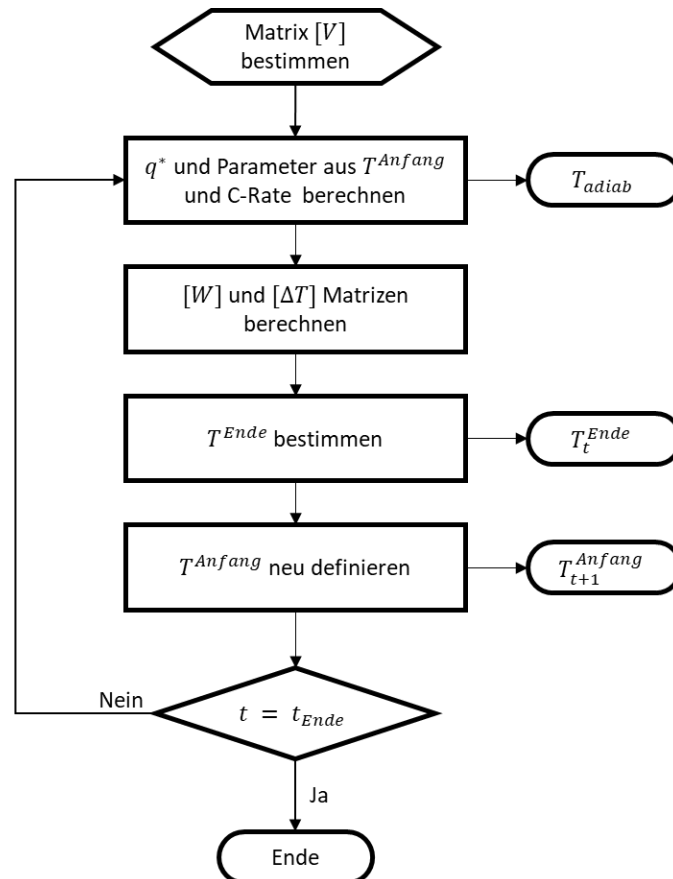 Matrix [V]
bestimmen
q* und Parameter aus T^Anfang
und C-Rate berechnen
T_adiab
[W] und [ΔT] Matrizen
berechnen
T^Ende bestimmen
T_t^Ende
T^Anfang neu definieren
T_{t+1}^Anfang
Nein
t = t_Ende
Ja
Ende